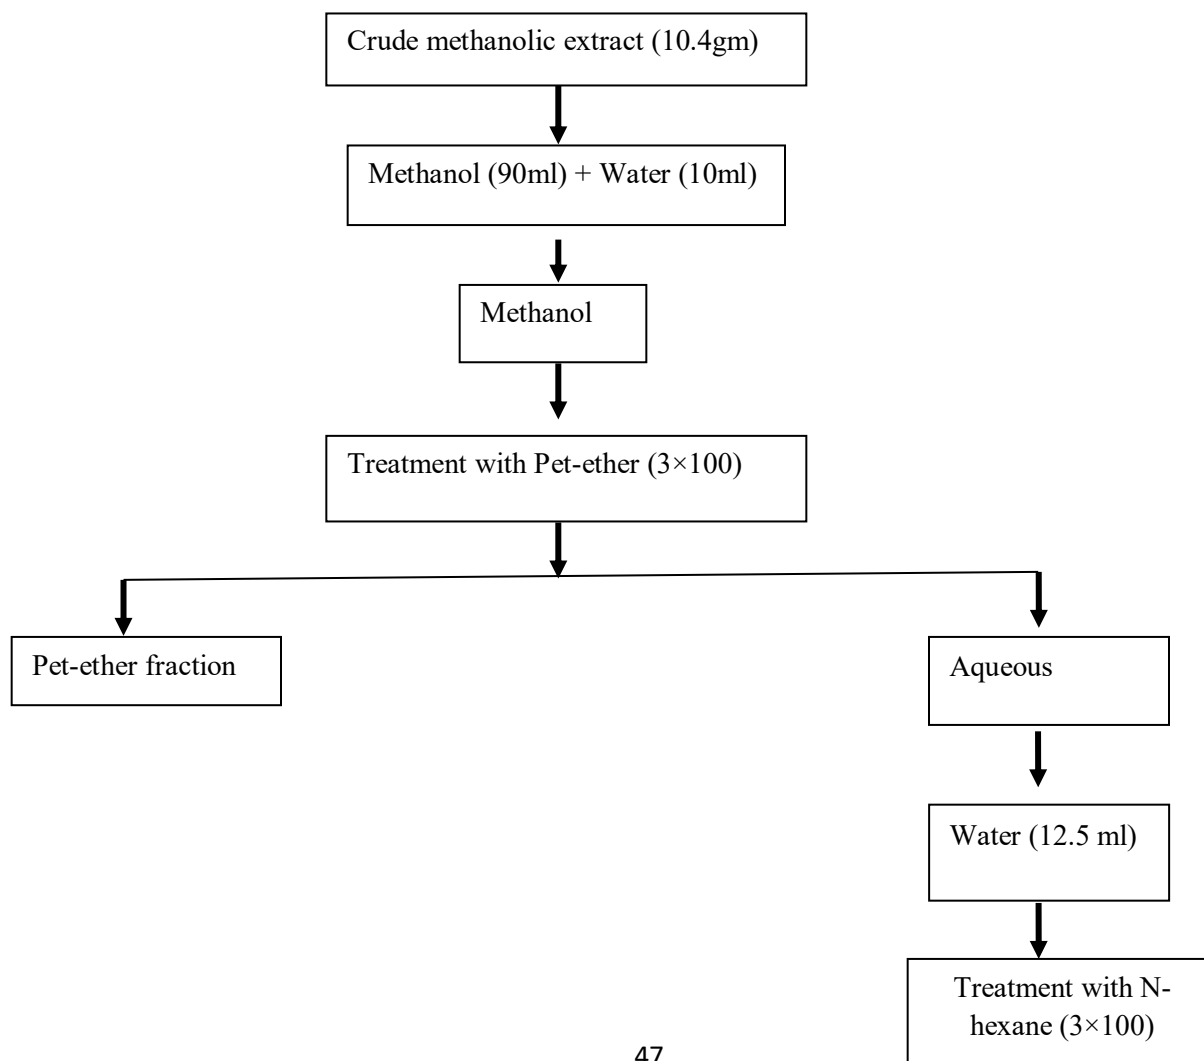 Crude methanolic extract (10.4gm)
Methanol (90ml) + Water (10ml)
Methanol
Treatment with Pet-ether (3×100)
Pet-ether fraction
Aqueous
Water (12.5 ml)
Treatment with N-
hexane (3×100)
47